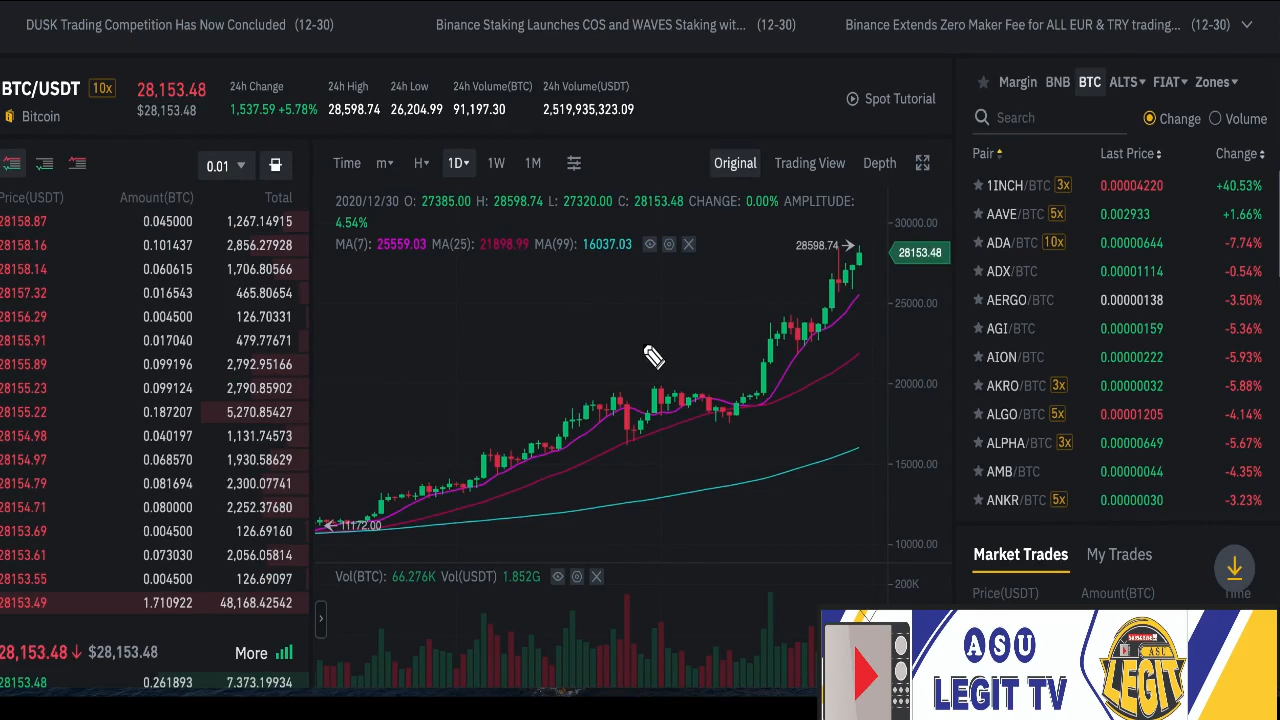 DUSK Trading Competition Has Now Concluded (12-30) Binance Staking Launches COS and WAVES Staking wit... (12-30) Binance Extends Zero Maker Fee for ALL EUR & TRY trading... (12-30)
BTC/USDT 10x 28,153.48 $28,153.48
Bitcoin
24h Change 24h High 24h Low 24h Volume(BTC) 24h Volume(USDT)
1,537.59 +5.78% 28,598.74 26,204.99 91,197.30 2,519,935,323.09
Spot Tutorial
0.01
Price(USDT) Amount(BTC) Total
28158.87 0.045000 1,267.14915
28158.16 0.101437 2,856.27928
28158.14 0.060615 1,706.80566
28157.32 0.016543 465.80654
28156.29 0.004500 126.70331
28155.91 0.017040 479.77671
28155.89 0.099196 2,792.95166
28155.23 0.099124 2,790.85902
28155.22 0.187207 5,270.85427
28154.98 0.040197 1,131.74573
28154.97 0.068570 1,930.58629
28154.79 0.081694 2,300.07741
28154.71 0.080000 2,252.37680
28153.69 0.004500 126.69160
28153.61 0.073030 2,056.05814
28153.55 0.004500 126.69097
28153.49 1.710922 48,168.42542
28,153.48 ↓ $28,153.48 More
28153.48 0.261893 7,373.19934
Time m H 1D 1W 1M Original Trading View Depth
2020/12/30 O: 27385.00 H: 28598.74 L: 27320.00 C: 28153.48 CHANGE: 0.00% AMPLITUDE:
4.54%
MA(7): 25559.03 MA(25): 21898.99 MA(99): 16037.03
28598.74
30000.00
28153.48
25000.00
20000.00
15000.00
11172.00
10000.00
Vol(BTC): 66.276K Vol(USDT) 1.852G
200K
Margin BNB BTC ALTS FIAT Zones
Search Change Volume
Pair Last Price Change
1INCH/BTC 3x 0.00004220 +40.53%
AAVE/BTC 5x 0.002933 +1.66%
ADA/BTC 10x 0.00000644 -7.74%
ADX/BTC 0.00001114 -0.54%
AERGO/BTC 0.00000138 -3.50%
AGI/BTC 0.00000159 -5.36%
AION/BTC 0.00000222 -5.93%
AKRO/BTC 3x 0.00000032 -5.88%
ALGO/BTC 5x 0.00001205 -4.14%
ALPHA/BTC 3x 0.00000649 -5.67%
AMB/BTC 0.00000044 -4.35%
ANKR/BTC 5x 0.00000030 -3.23%
Market Trades My Trades
Price(USDT) Amount(BTC) Time
ASU
LEGIT TV
SUBSCRIBE
ASU
LEGIT